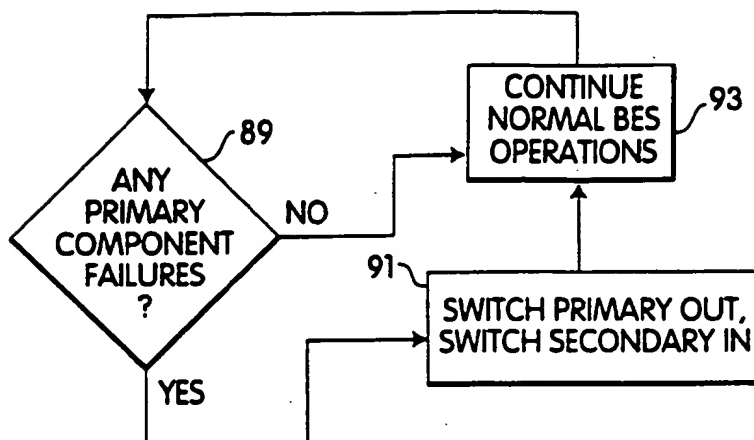 CONTINUE
NORMAL BES
OPERATIONS
93
89
ANY
PRIMARY
COMPONENT
FAILURES
?
NO
91
SWITCH PRIMARY OUT,
SWITCH SECONDARY IN
YES